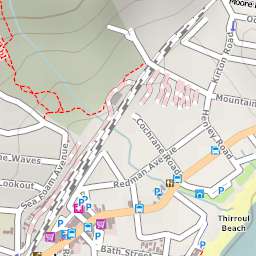 Moore
Kirton Road
Mountain
Henley Road
Cochrane Road
Redman Avenue
Sea Foam Avenue
The Waves
Lookout
Thirroul
Beach
Bath Street